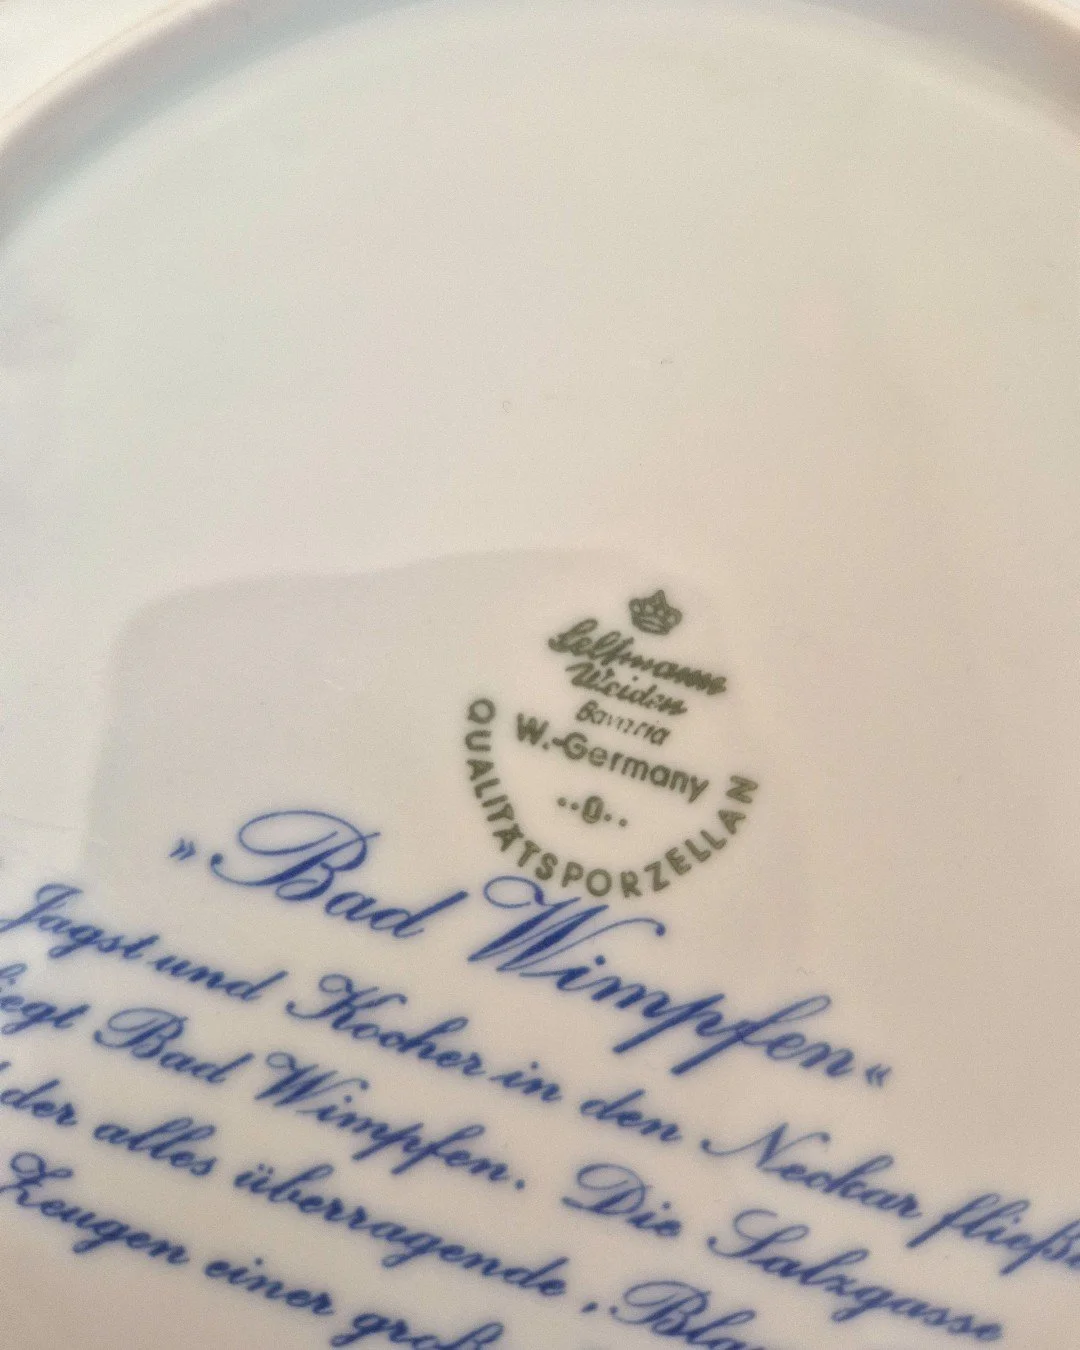 Seltmann
Weiden
Bavaria
W.-Germany
..0..
QUALITÄTSPORZELLAN
»Bad Wimpfen«
Jagst und Kocher in den Neckar
Bad Wimpfen. Die Salzgasse
der alles überragende
Zeugen einer